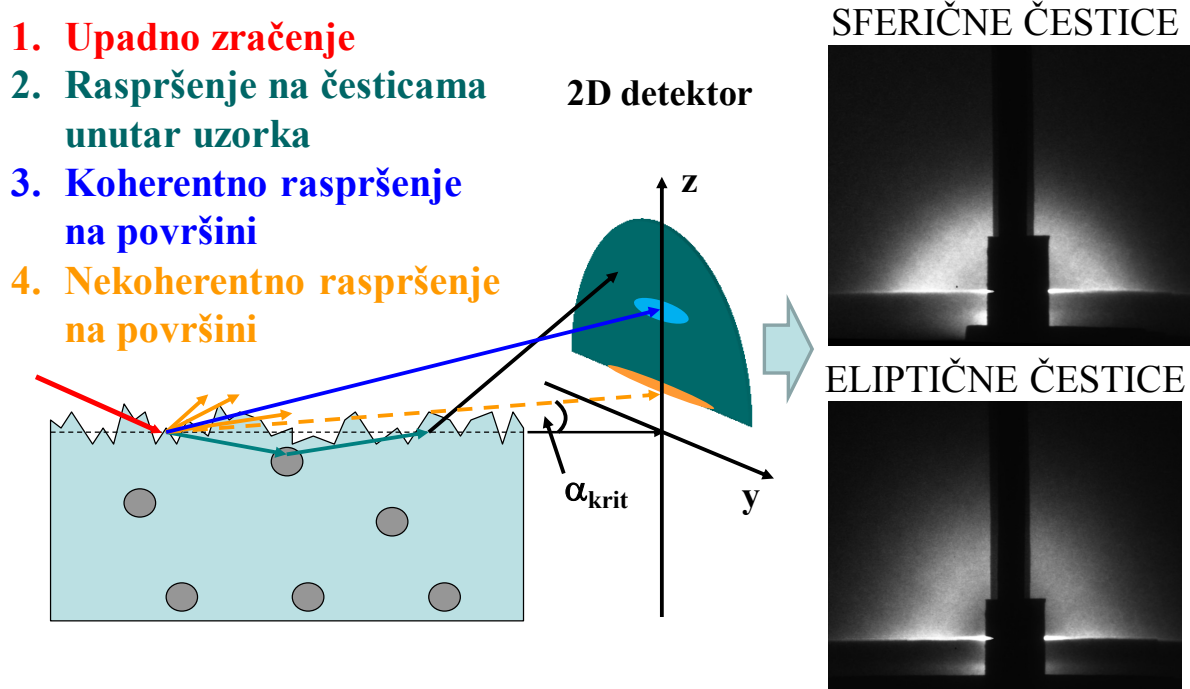 1. Upadno zračenje
2. Raspršenje na česticama
unutar uzorka
3. Koherentno raspršenje
na površini
4. Nekoherentno raspršenje
na površini
2D detektor
z
y
αkrit
SFERIČNE ČESTICE
ELIPTIČNE ČESTICE